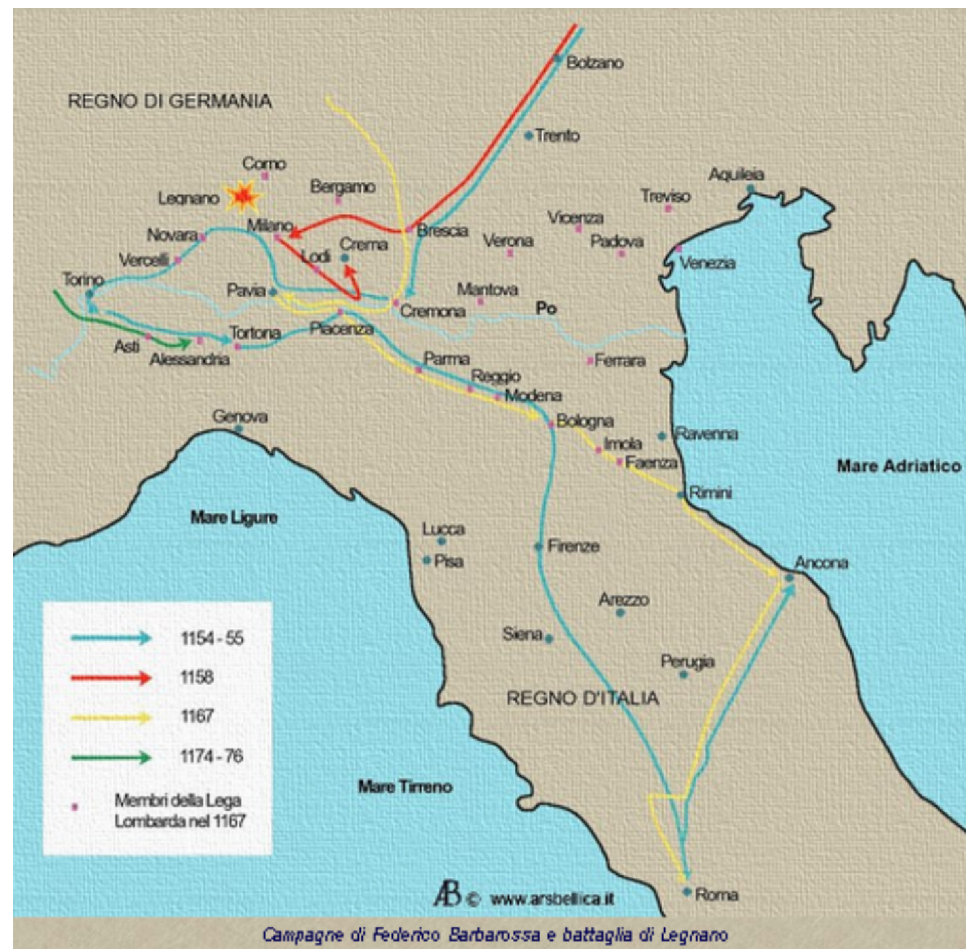 Bolzano
REGNO DI GERMANIA
Trento
Como
Aquileia
Bergamo
Treviso
Legnano
Vicenza
Novara
Milano
Brescia
Crema
Verona
Padova
Vercelli
Lodi
Venezia
Torino
Pavia
Mantova
Cremona
Po
Piacenza
Tortona
Asti
Alessandria
Parma
Ferrara
Reggio
Modena
Genova
Bologna
Imola
Ravenna
Faenza
Mare Adriatico
Rimini
Mare Ligure
Lucca
Firenze
Pisa
Ancona
Arezzo
Siena
1154 - 55
Perugia
1158
REGNO D'ITALIA
1167
1174 - 76
Mare Tirreno
Membri della Lega
Lombarda nel 1167
AB © www.arsbellica.it
Roma
Campagne di Federico Barbarossa e battaglia di Legnano